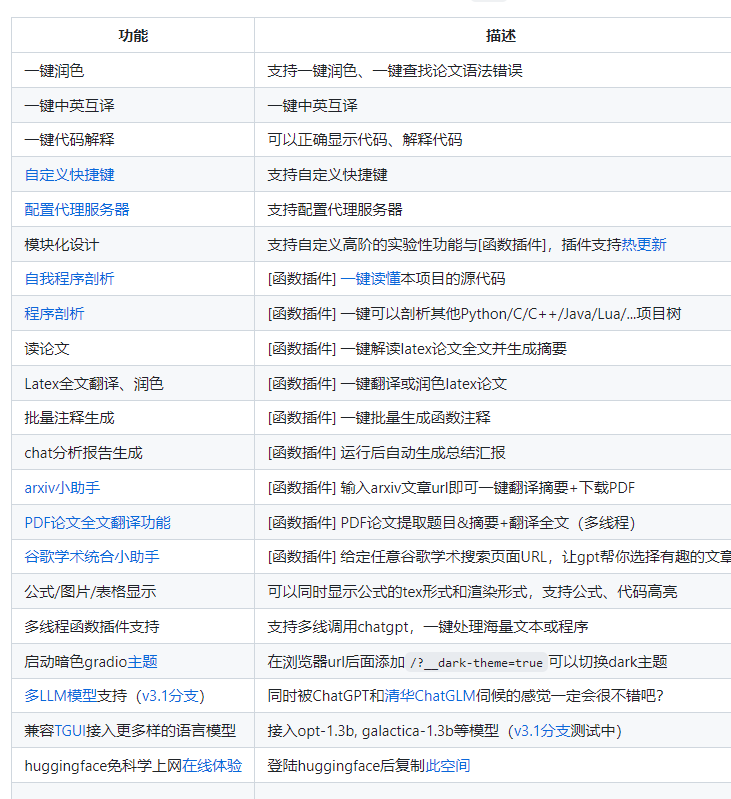 功能 描述
一键润色 支持一键润色、一键查找论文语法错误
一键中英互译 一键中英互译
一键代码解释 可以正确显示代码、解释代码
自定义快捷键 支持自定义快捷键
配置代理服务器 支持配置代理服务器
模块化设计 支持自定义高阶的实验性功能与[函数插件]，插件支持热更新
自我程序剖析 [函数插件] 一键读懂本项目的源代码
程序剖析 [函数插件] 一键可以剖析其他Python/C/C++/Java/Lua/...项目树
读论文 [函数插件] 一键解读latex论文全文并生成摘要
Latex全文翻译、润色 [函数插件] 一键翻译或润色latex论文
批量注释生成 [函数插件] 一键批量生成函数注释
chat分析报告生成 [函数插件] 运行后自动生成总结汇报
arxiv小助手 [函数插件] 输入arxiv文章url即可一键翻译摘要+下载PDF
PDF论文全文翻译功能 [函数插件] PDF论文提取题目&摘要+翻译全文（多线程）
谷歌学术统合小助手 [函数插件] 给定任意谷歌学术搜索页面URL，让gpt帮你选择有趣的文章
公式/图片/表格显示 可以同时显示公式的tex形式和渲染形式，支持公式、代码高亮
多线程函数插件支持 支持多线调用chatgpt，一键处理海量文本或程序
启动暗色gradio主题 在浏览器url后面添加 /?__dark-theme=true 可以切换dark主题
多LLM模型支持（v3.1分支） 同时被ChatGPT和清华ChatGLM伺候的感觉一定会很不错吧？
兼容TGUI接入更多样的语言模型 接入opt-1.3b, galactica-1.3b等模型（v3.1分支测试中）
huggingface免科学上网在线体验 登陆huggingface后复制此空间